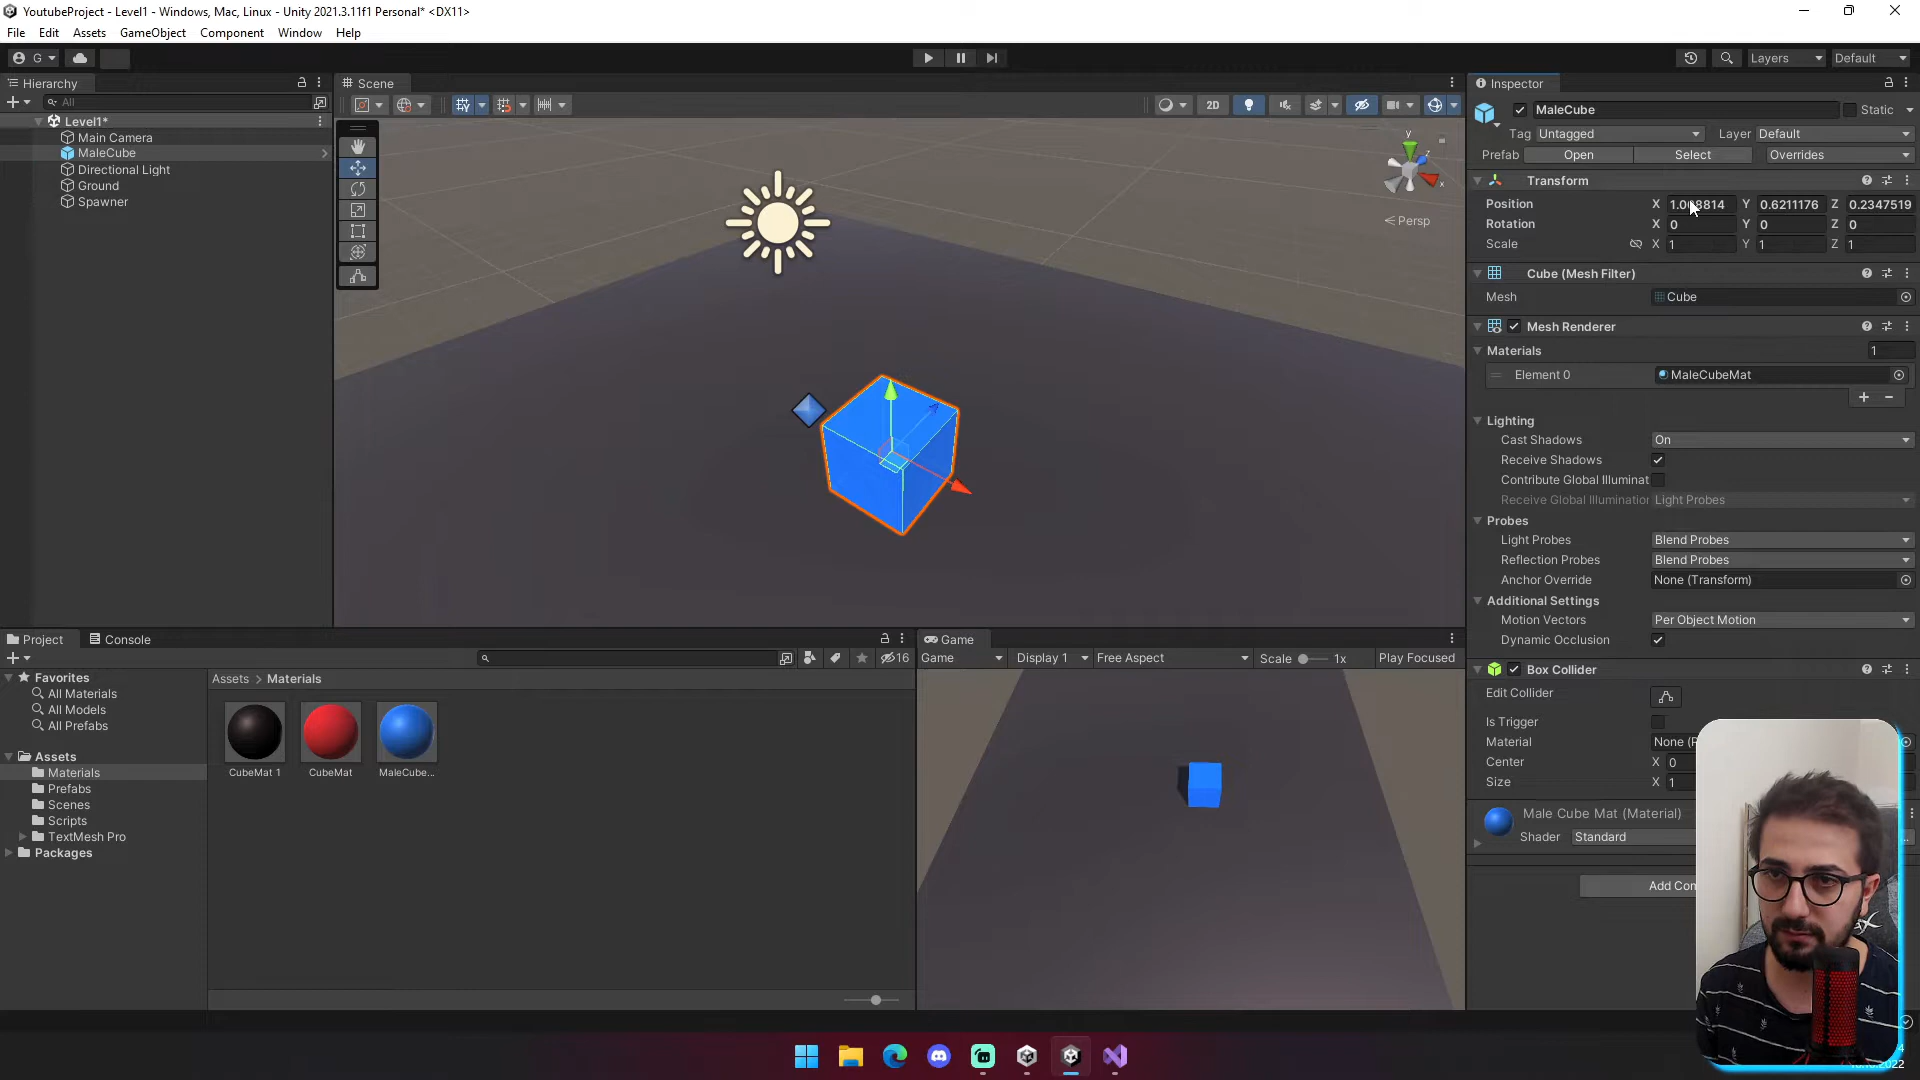 YoutubeProject - Level1 - Windows, Mac, Linux - Unity 2021.3.11f1 Personal* <DX11>
File Edit Assets GameObject Component Window Help
G
Layers
Default
Hierarchy
All
Level1*
Main Camera
MaleCube
Directional Light
Ground
Spawner
Scene
2D
y
z
x
Persp
Inspector
MaleCube
Static
Tag Untagged
Layer Default
Prefab Open Select Overrides
Transform
Position X Y 0.6211176 Z 0.2347519
Rotation X 0 Y 0 Z 0
Scale X 1 Y 1 Z 1
Cube (Mesh Filter)
Mesh Cube
Mesh Renderer
Materials 1
Element 0 MaleCubeMat
Lighting
Cast Shadows On
Receive Shadows
Contribute Global Illuminat
Receive Global Illumination Light Probes
Probes
Light Probes Blend Probes
Reflection Probes Blend Probes
Anchor Override None (Transform)
Additional Settings
Motion Vectors Per Object Motion
Dynamic Occlusion
Box Collider
Edit Collider
Is Trigger
Material None (P
Center X 0
Size X 1
Male Cube Mat (Material)
Shader Standard
Add Con
Project Console
16
Favorites
All Materials
All Models
All Prefabs
Assets
Materials
Prefabs
Scenes
Scripts
TextMesh Pro
Packages
Assets > Materials
CubeMat 1
CubeMat
MaleCube...
Game
Game Display 1 Free Aspect Scale 1x Play Focused